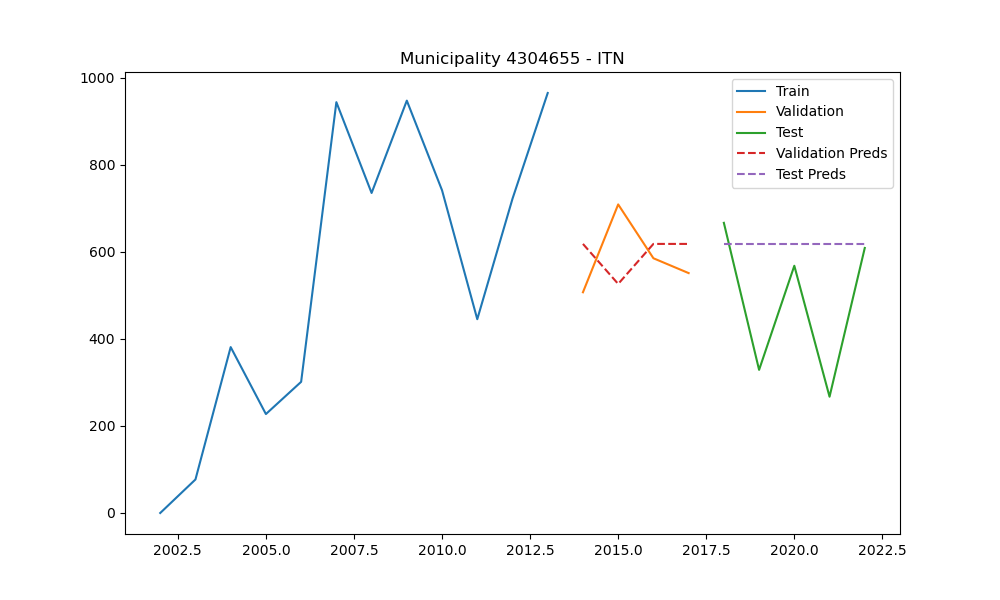 Municipality 4304655 - ITN
1000
800
600
400
200
0
Train
Validation
Test
Validation Preds
Test Preds
2002.5 2005.0 2007.5 2010.0 2012.5 2015.0 2017.5 2020.0 2022.5